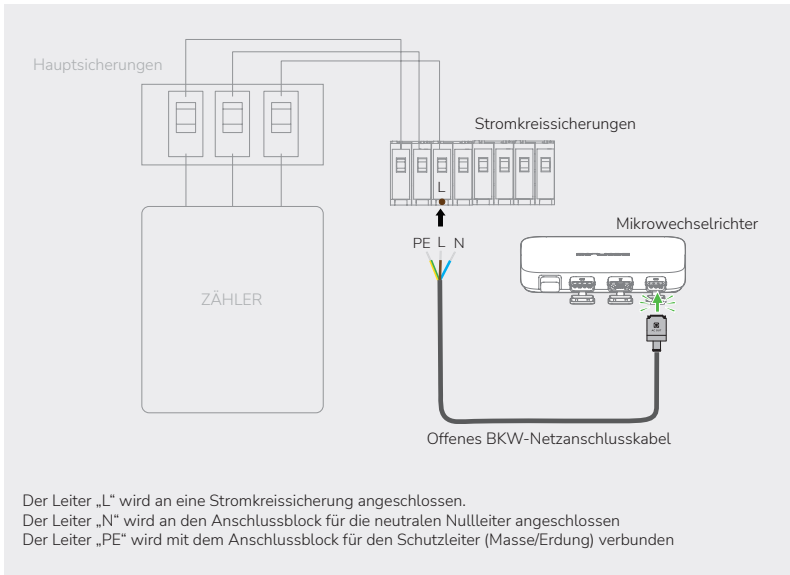 Hauptsicherungen
Stromkreissicherungen
L
PE L N
Mikrowechselrichter
ZÄHLER
Offenes BKW-Netzanschlusskabel
Der Leiter „L“ wird an eine Stromkreissicherung angeschlossen.
Der Leiter „N“ wird an den Anschlussblock für die neutralen Nullleiter angeschlossen
Der Leiter „PE“ wird mit dem Anschlussblock für den Schutzleiter (Masse/Erdung) verbunden